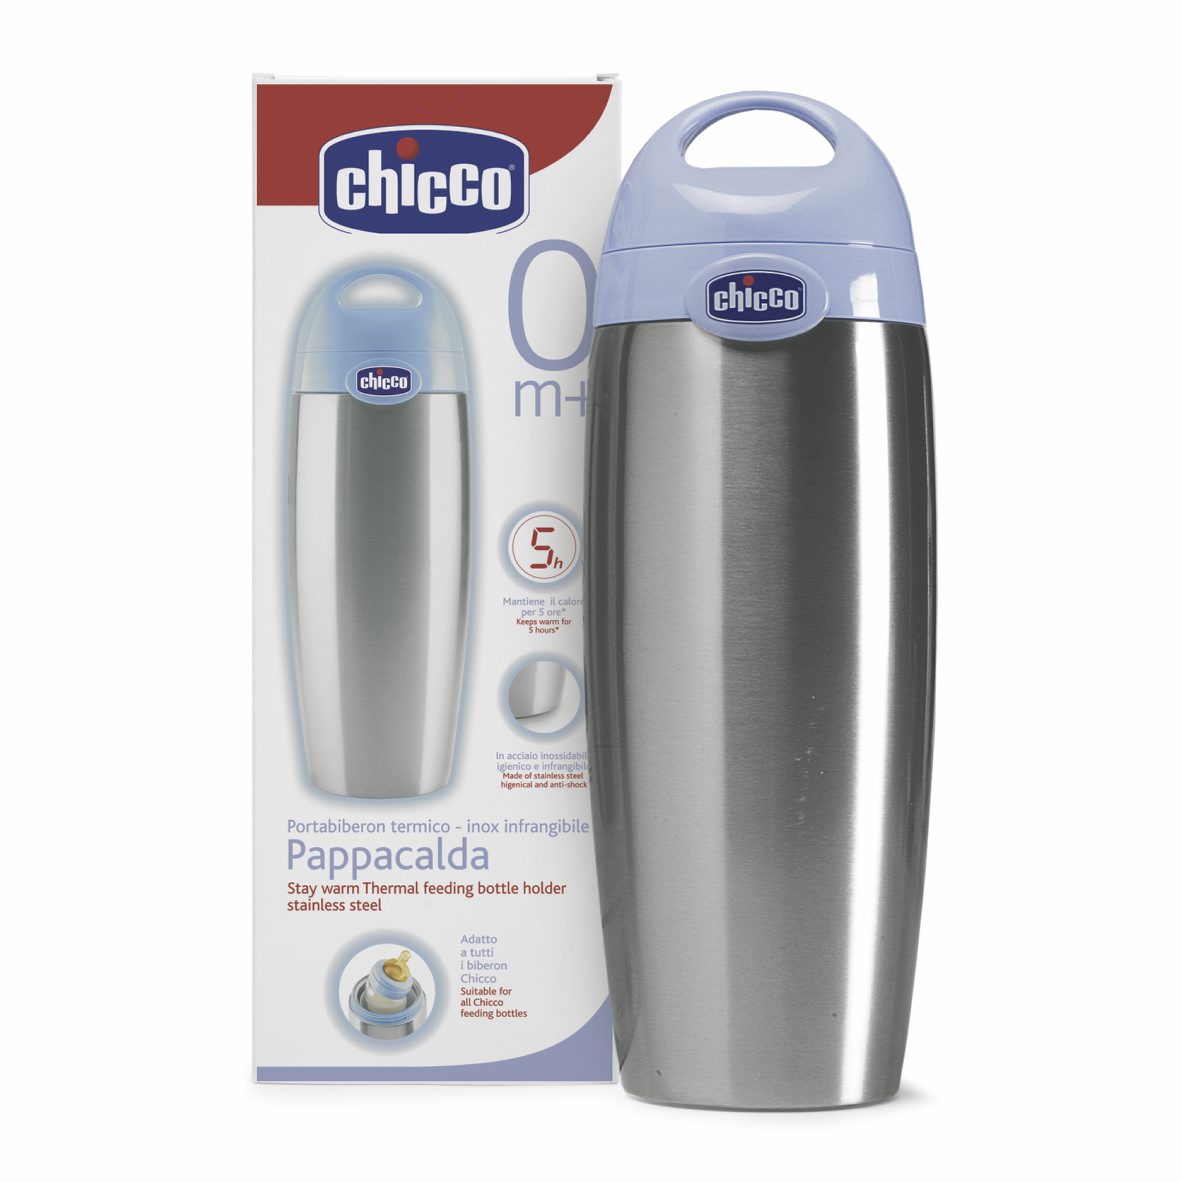 chicco
0
m+
chicco
chicco
5h
Mantiene il calore
per 5 ore*
Keeps warm for
5 hours*
In acciaio inossidabil
igienico e infrangibile
Made of stainless steel
higenical and anti-shock
Portabiberon termico - inox infrangibile
Pappacalda
Stay warm Thermal feeding bottle holder
stainless steel
Adatto
a tutti
i biberon
Chicco
Suitable for
all Chicco
feeding bottles